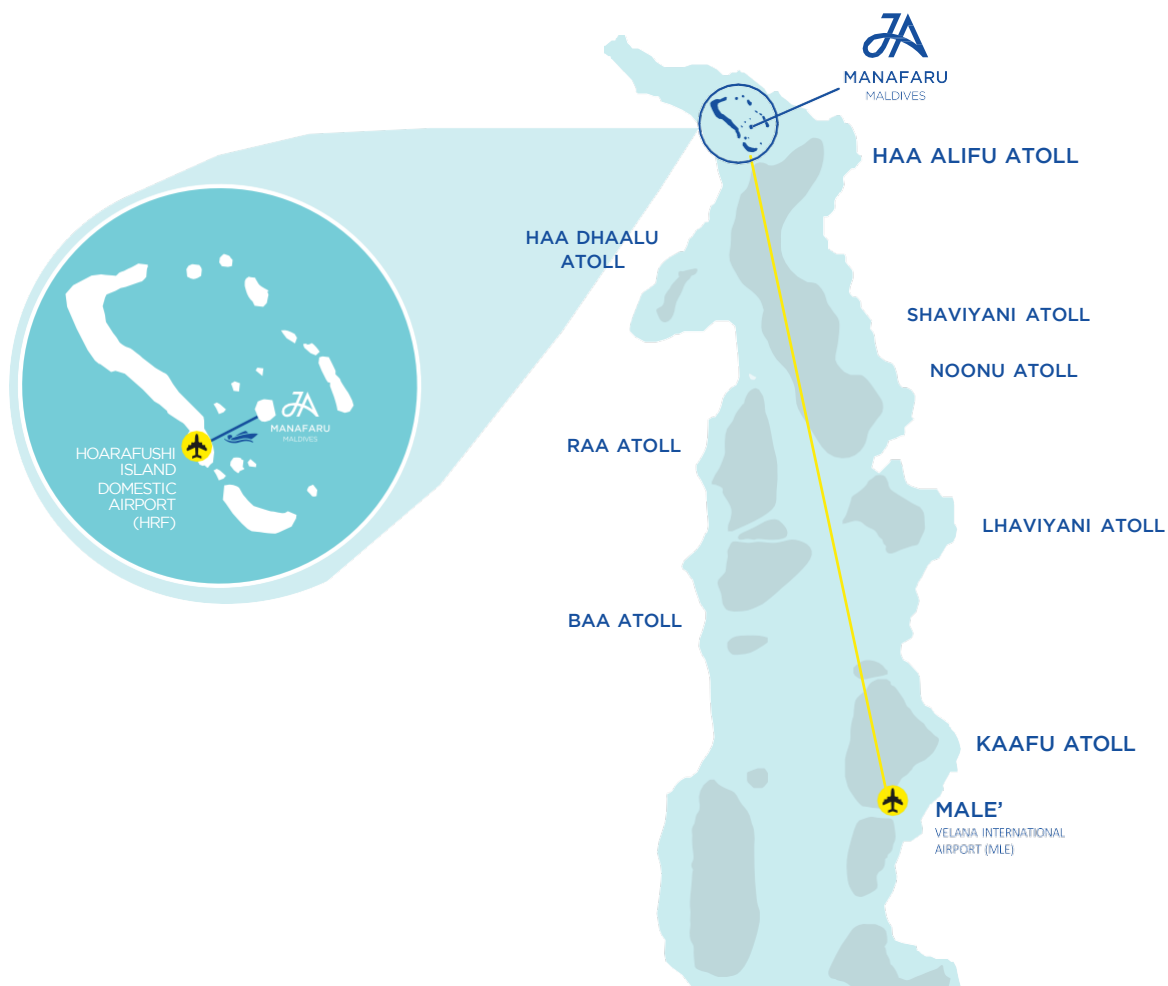 JA
MANAFARU
MALDIVES
HAA ALIFU ATOLL
HAA DHAALU
ATOLL
SHAVIYANI ATOLL
NOONU ATOLL
JA
MANAFARU
MALDIVES
HOARAFUSHI
ISLAND
DOMESTIC
AIRPORT
(HRF)
RAA ATOLL
LHAVIYANI ATOLL
BAA ATOLL
KAAFU ATOLL
MALE’
VELANA INTERNATIONAL
AIRPORT (MLE)